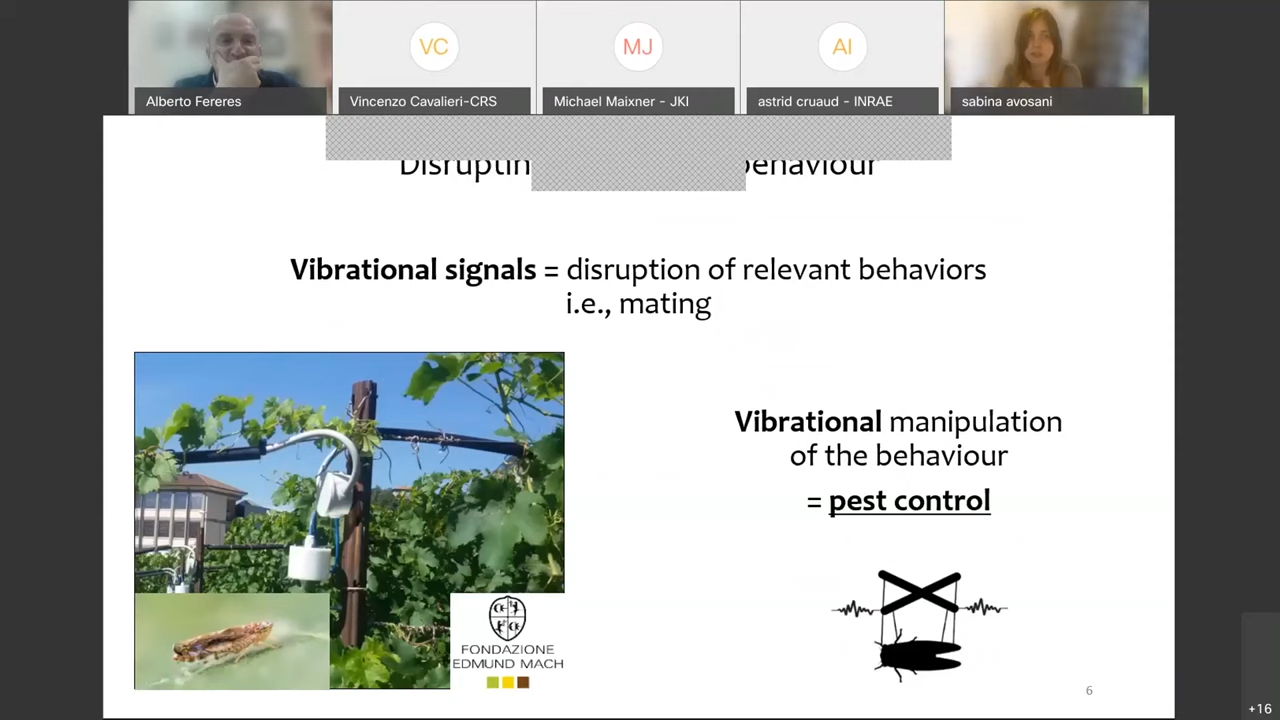 VC
MJ
AI
Alberto Fereres
Vincenzo Cavalieri-CRS
Michael Maixner - JKI
astrid cruaud - INRAE
sabina avosani
Vibrational signals = disruption of relevant behaviors
i.e., mating
Vibrational manipulation
of the behaviour
= pest control
FONDAZIONE
EDMUND MACH
6
+16